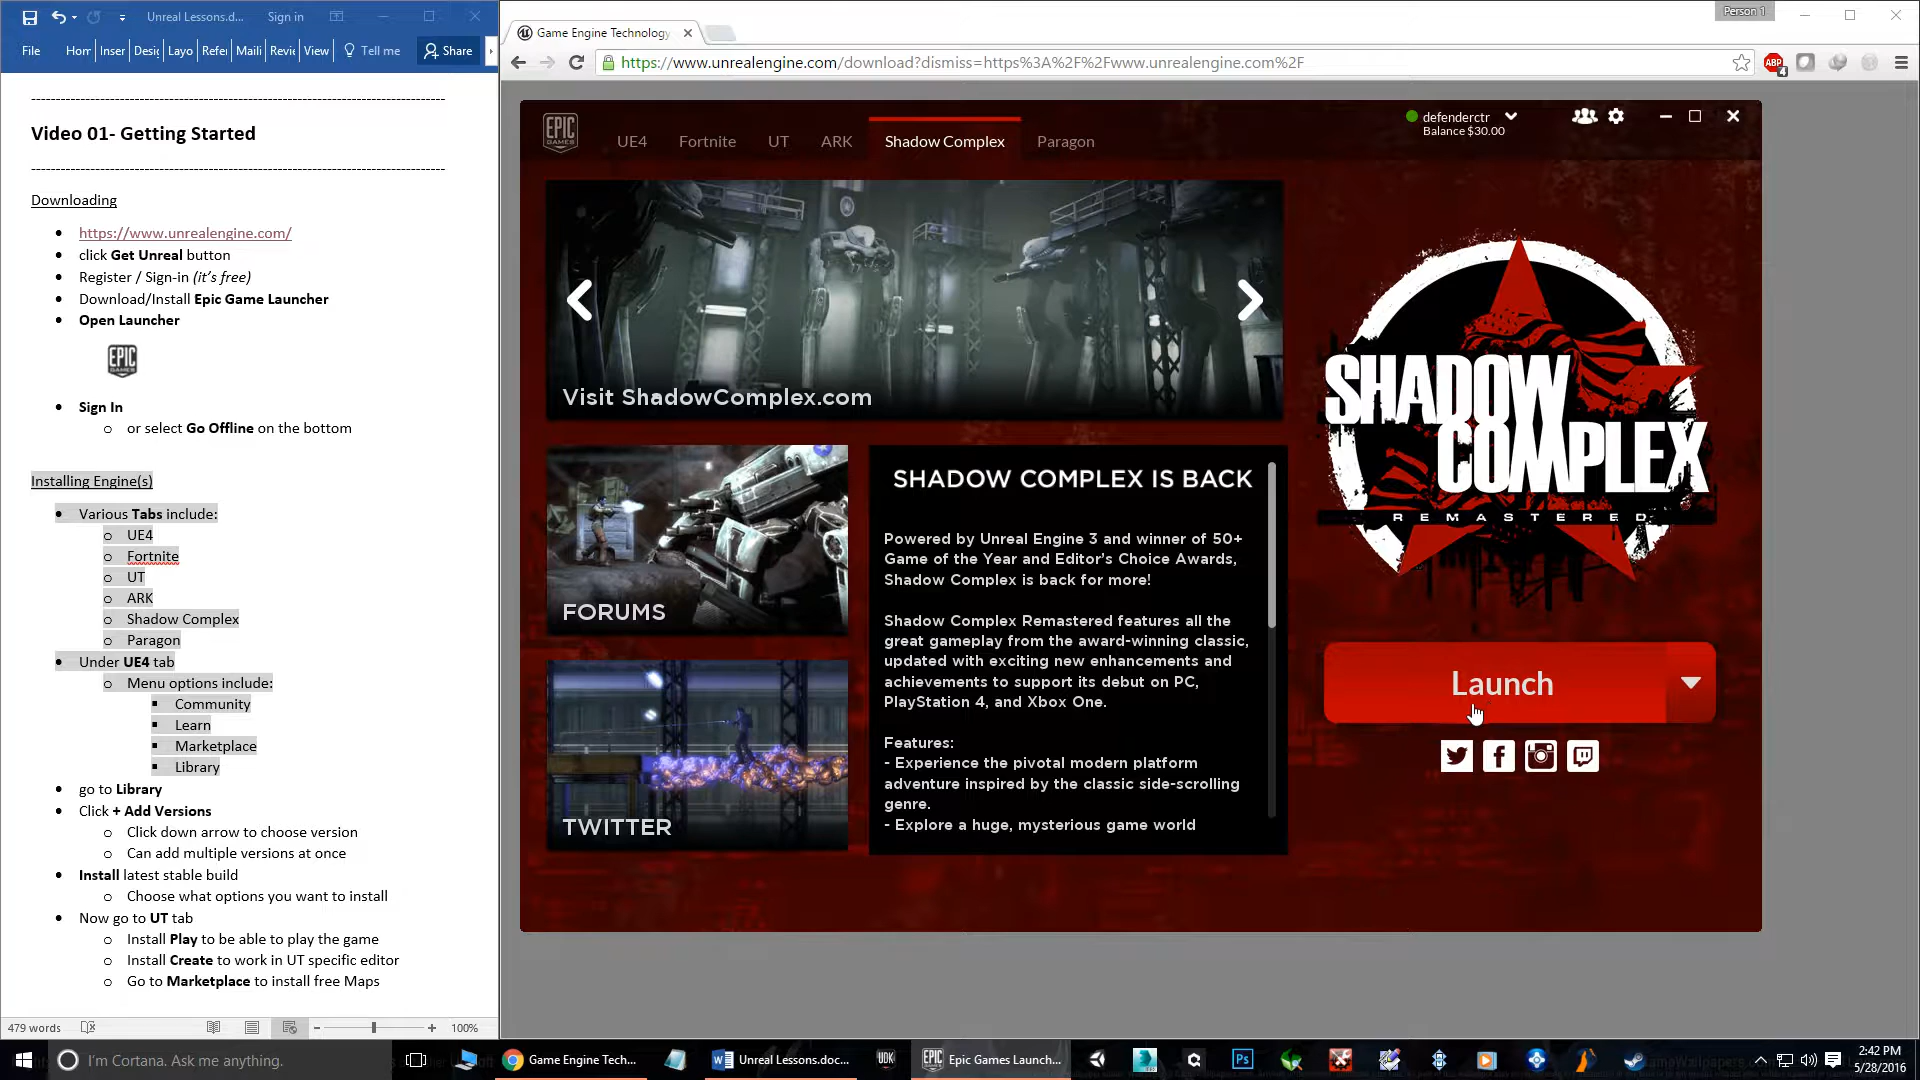 Unreal Lessons.d...
Sign in
File
Hor
Inser
Desig
Layo
Refer
Maili
Revie
View
Tell me
Share
Video 01- Getting Started
Downloading
https://www.unrealengine.com/
click Get Unreal button
Register / Sign-in (it's free)
Download/Install Epic Game Launcher
Open Launcher
EPIC
GAMES
Sign In
or select Go Offline on the bottom
Installing Engine(s)
Various Tabs include:
UE4
Fortnite
UT
ARK
Shadow Complex
Paragon
Under UE4 tab
Menu options include:
Community
Learn
Marketplace
Library
go to Library
Click + Add Versions
Click down arrow to choose version
Can add multiple versions at once
Install latest stable build
Choose what options you want to install
Now go to UT tab
Install Play to be able to play the game
Install Create to work in UT specific editor
Go to Marketplace to install free Maps
479 words
100%
Person 1
Game Engine Technology
https://www.unrealengine.com/download?dismiss=https%3A%2F%2Fwww.unrealengine.com%2F
ABP
4
EPIC
GAMES
UE4
Fortnite
UT
ARK
Shadow Complex
Paragon
defenderctr
Balance $30.00
Visit ShadowComplex.com
FORUMS
TWITTER
SHADOW COMPLEX IS BACK
Powered by Unreal Engine 3 and winner of 50+
Game of the Year and Editor's Choice Awards,
Shadow Complex is back for more!
Shadow Complex Remastered features all the
great gameplay from the award-winning classic,
updated with exciting new enhancements and
achievements to support its debut on PC,
PlayStation 4, and Xbox One.
Features:
- Experience the pivotal modern platform
adventure inspired by the classic side-scrolling
genre.
- Explore a huge, mysterious game world
SHADOW
COMPLEX
REMASTERED
Launch
I'm Cortana. Ask me anything.
Game Engine Tech...
Unreal Lessons.doc...
UDK
Epic Games Launch...
Ps
2:42 PM
5/28/2016